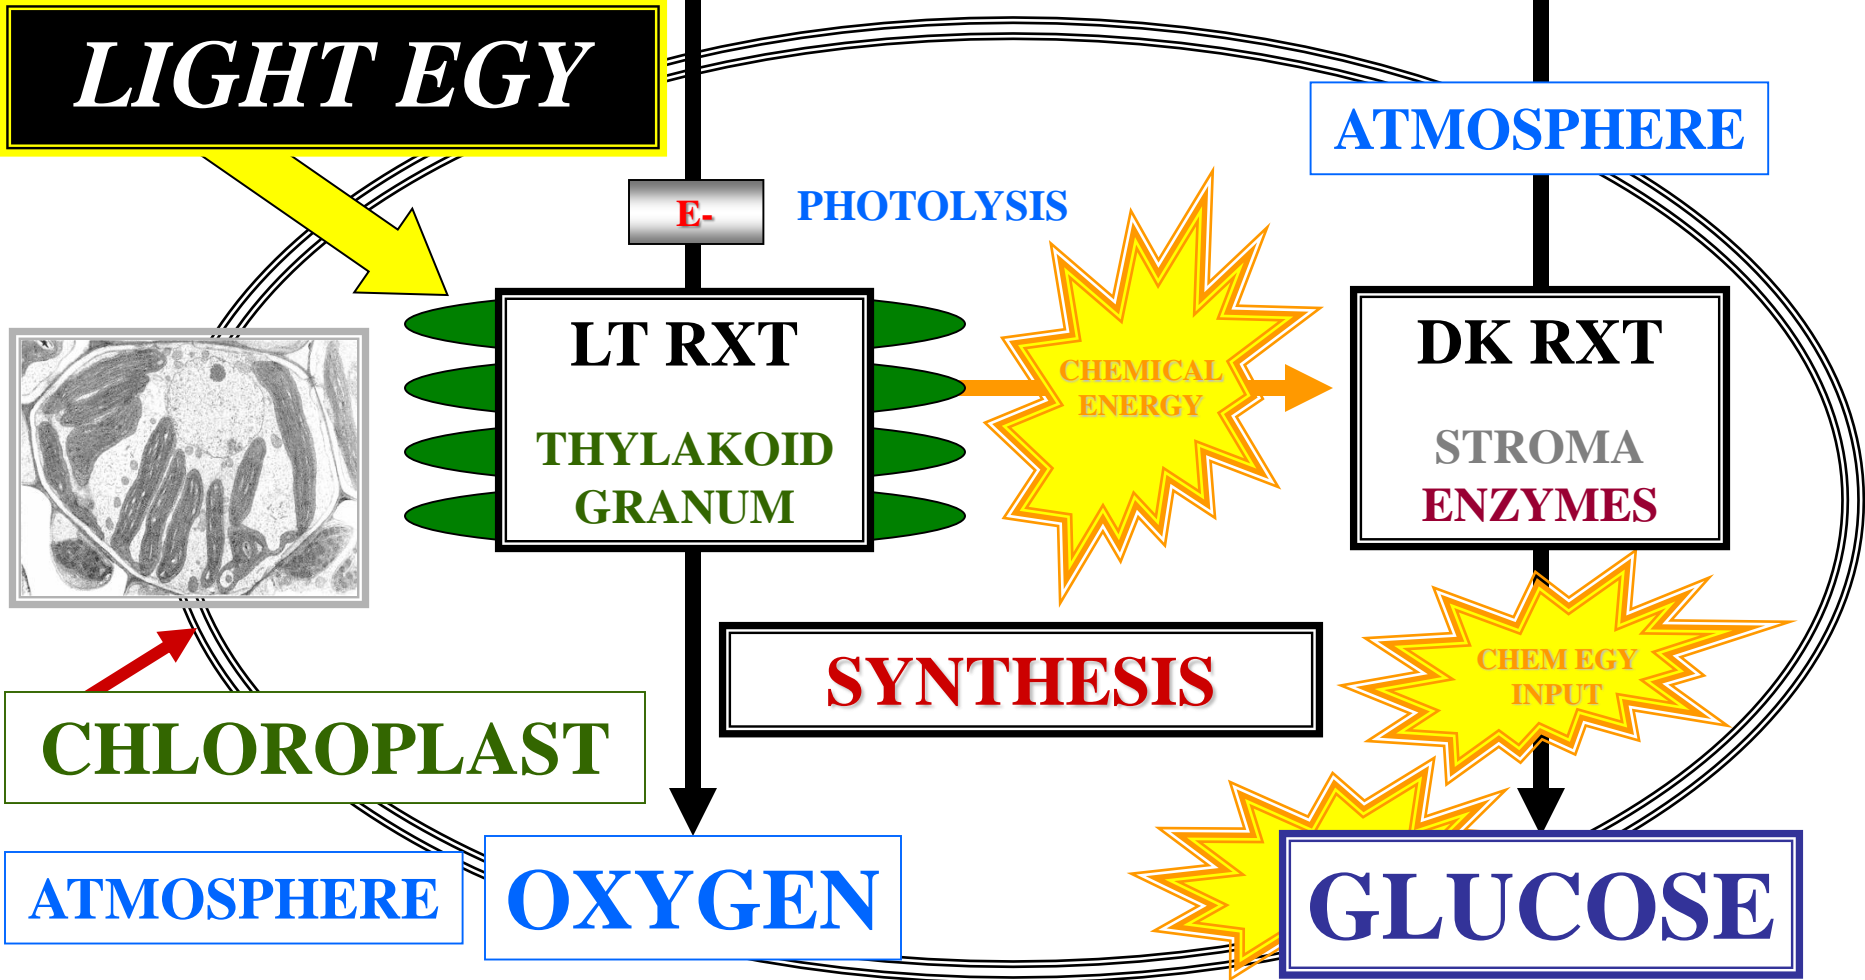 LIGHT EGY
ATMOSPHERE
E-
PHOTOLYSIS
LT RXT
THYLAKOID
GRANUM
CHEMICAL
ENERGY
DK RXT
STROMA
ENZYMES
SYNTHESIS
CHEM EGY
INPUT
CHLOROPLAST
ATMOSPHERE
OXYGEN
GLUCOSE